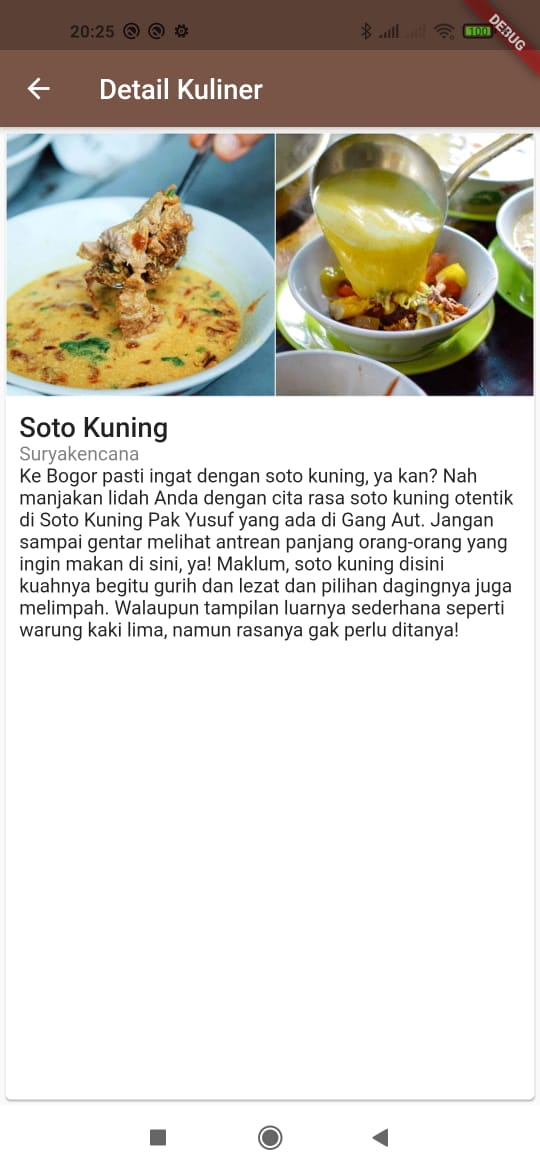 20:25
100
DEBUG
Detail Kuliner
Soto Kuning
Suryakencana
Ke Bogor pasti ingat dengan soto kuning, ya kan? Nah
manjakan lidah Anda dengan cita rasa soto kuning otentik
di Soto Kuning Pak Yusuf yang ada di Gang Aut. Jangan
sampai gentar melihat antrean panjang orang-orang yang
ingin makan di sini, ya! Maklum, soto kuning disini
kuahnya begitu gurih dan lezat dan pilihan dagingnya juga
melimpah. Walaupun tampilan luarnya sederhana seperti
warung kaki lima, namun rasanya gak perlu ditanya!